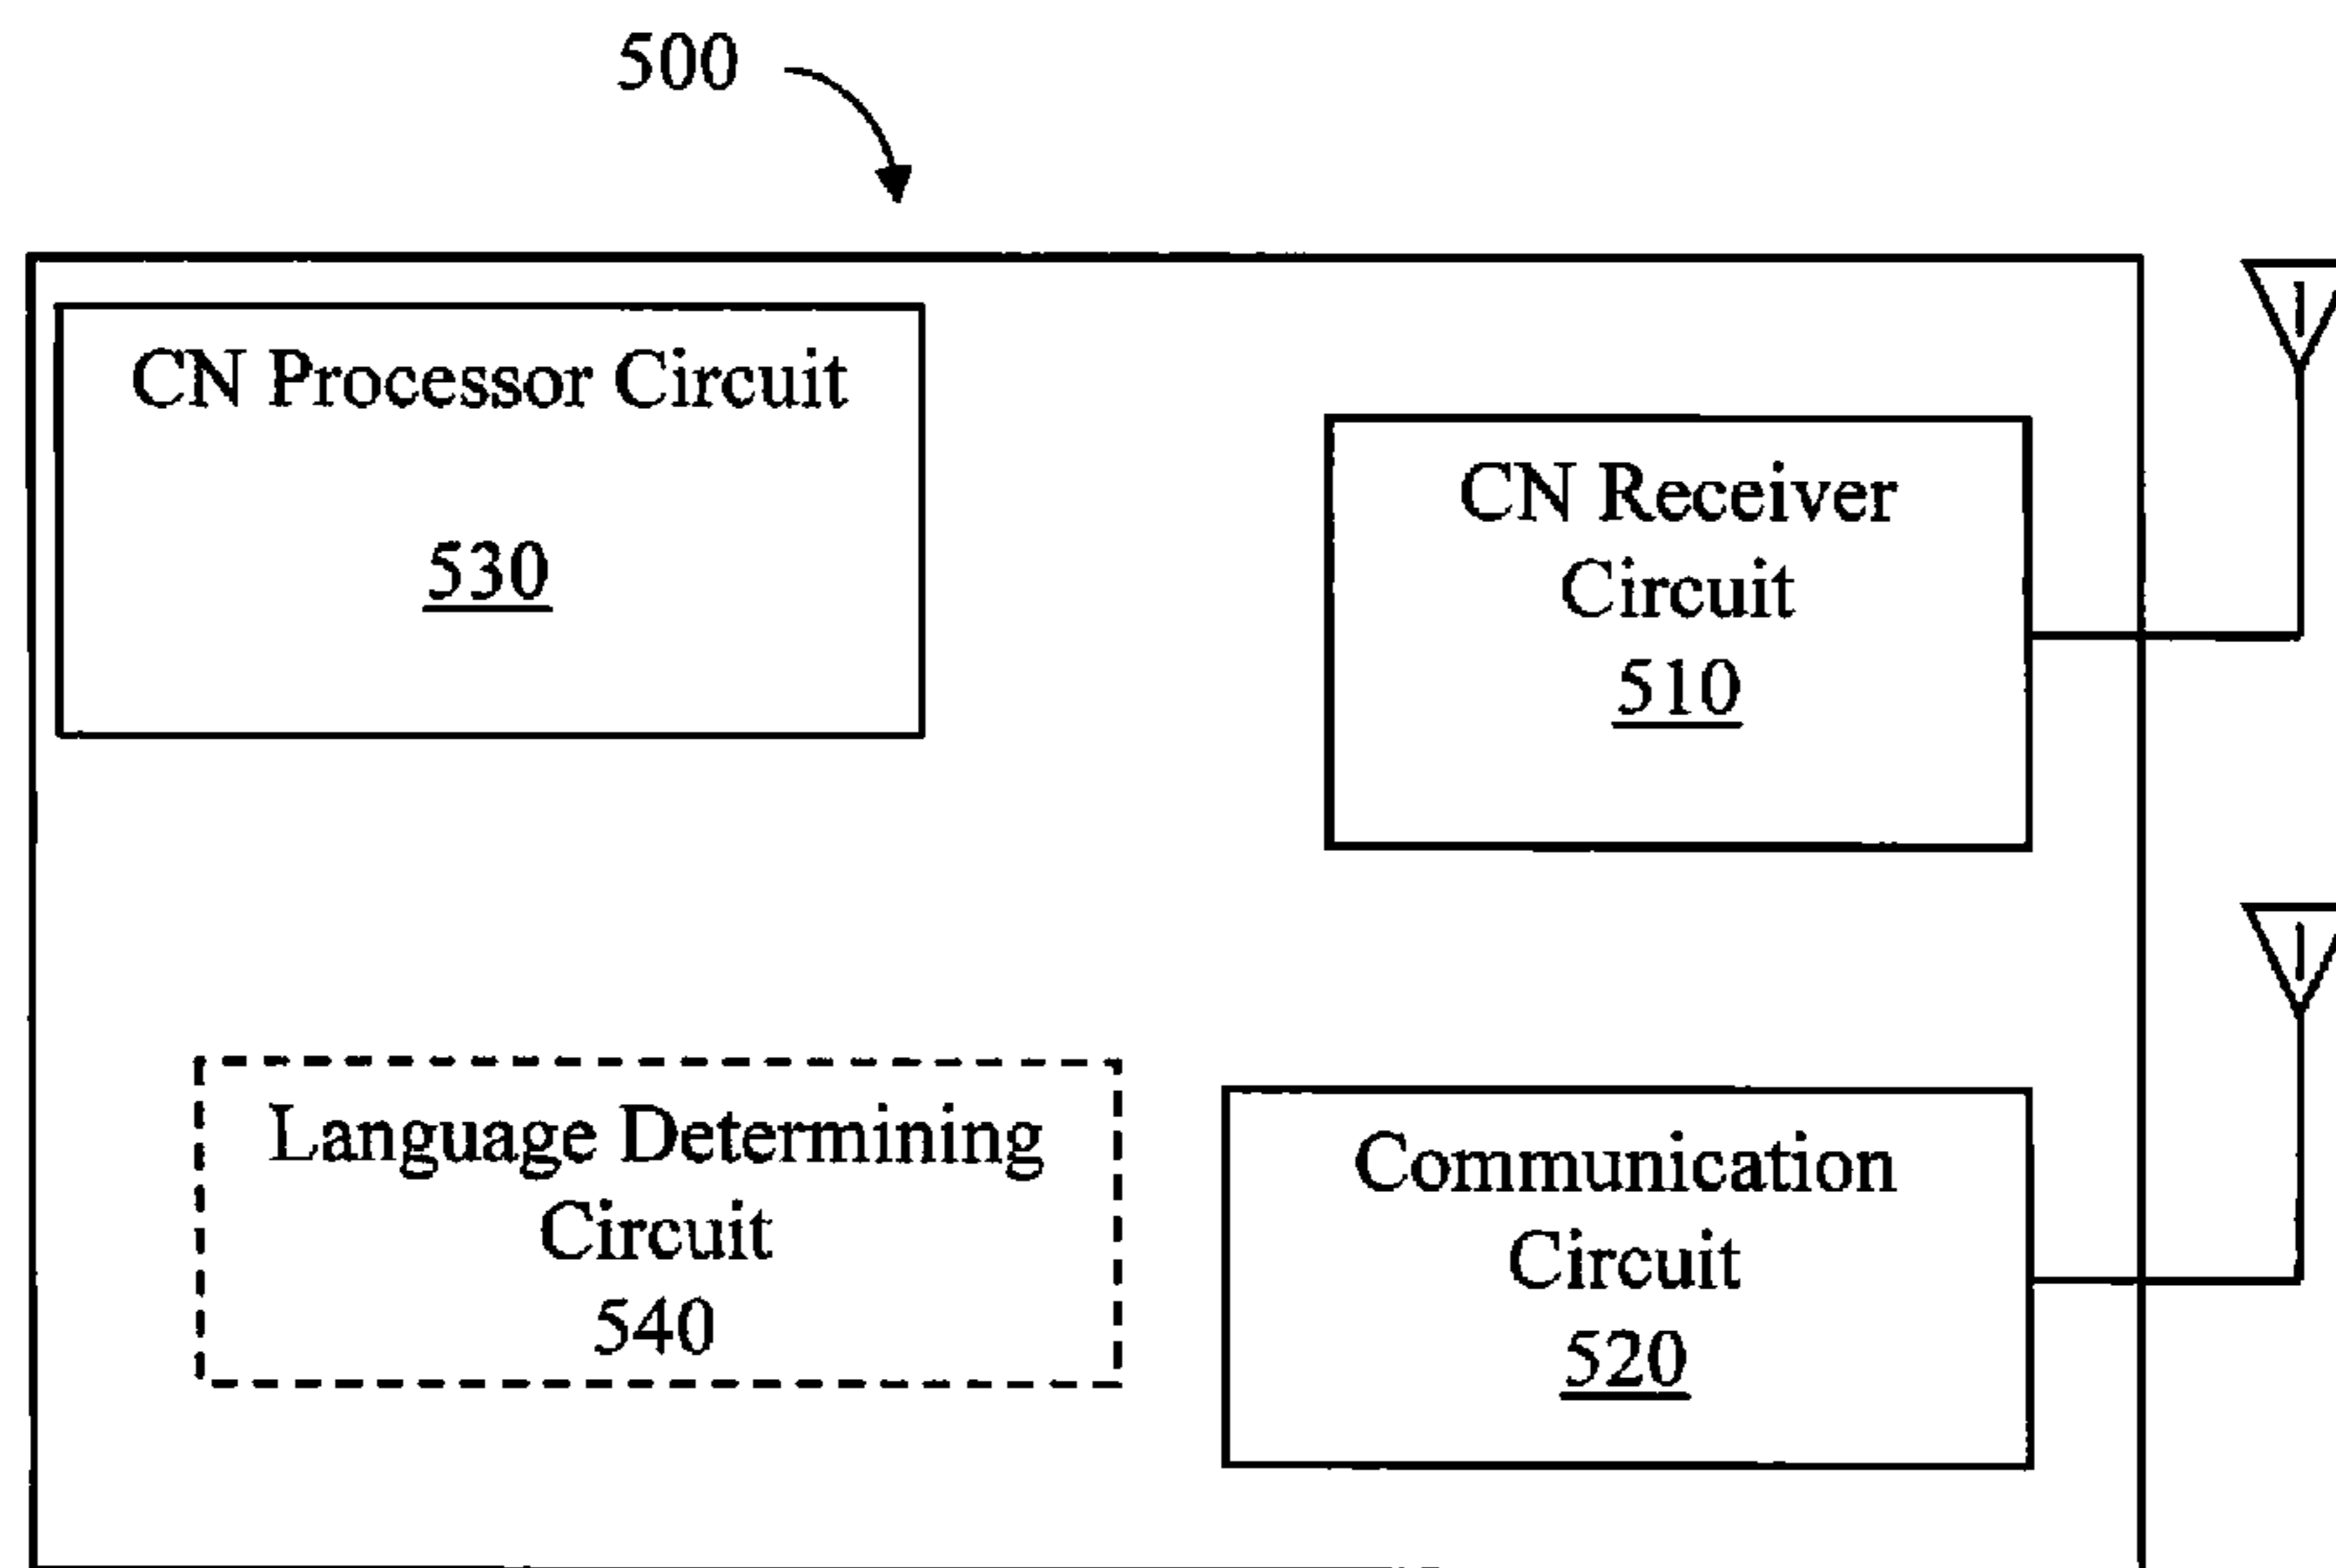 500
CN Processor Circuit
530
CN Receiver
Circuit
510
Language Determining
Circuit
540
Communication
Circuit
520